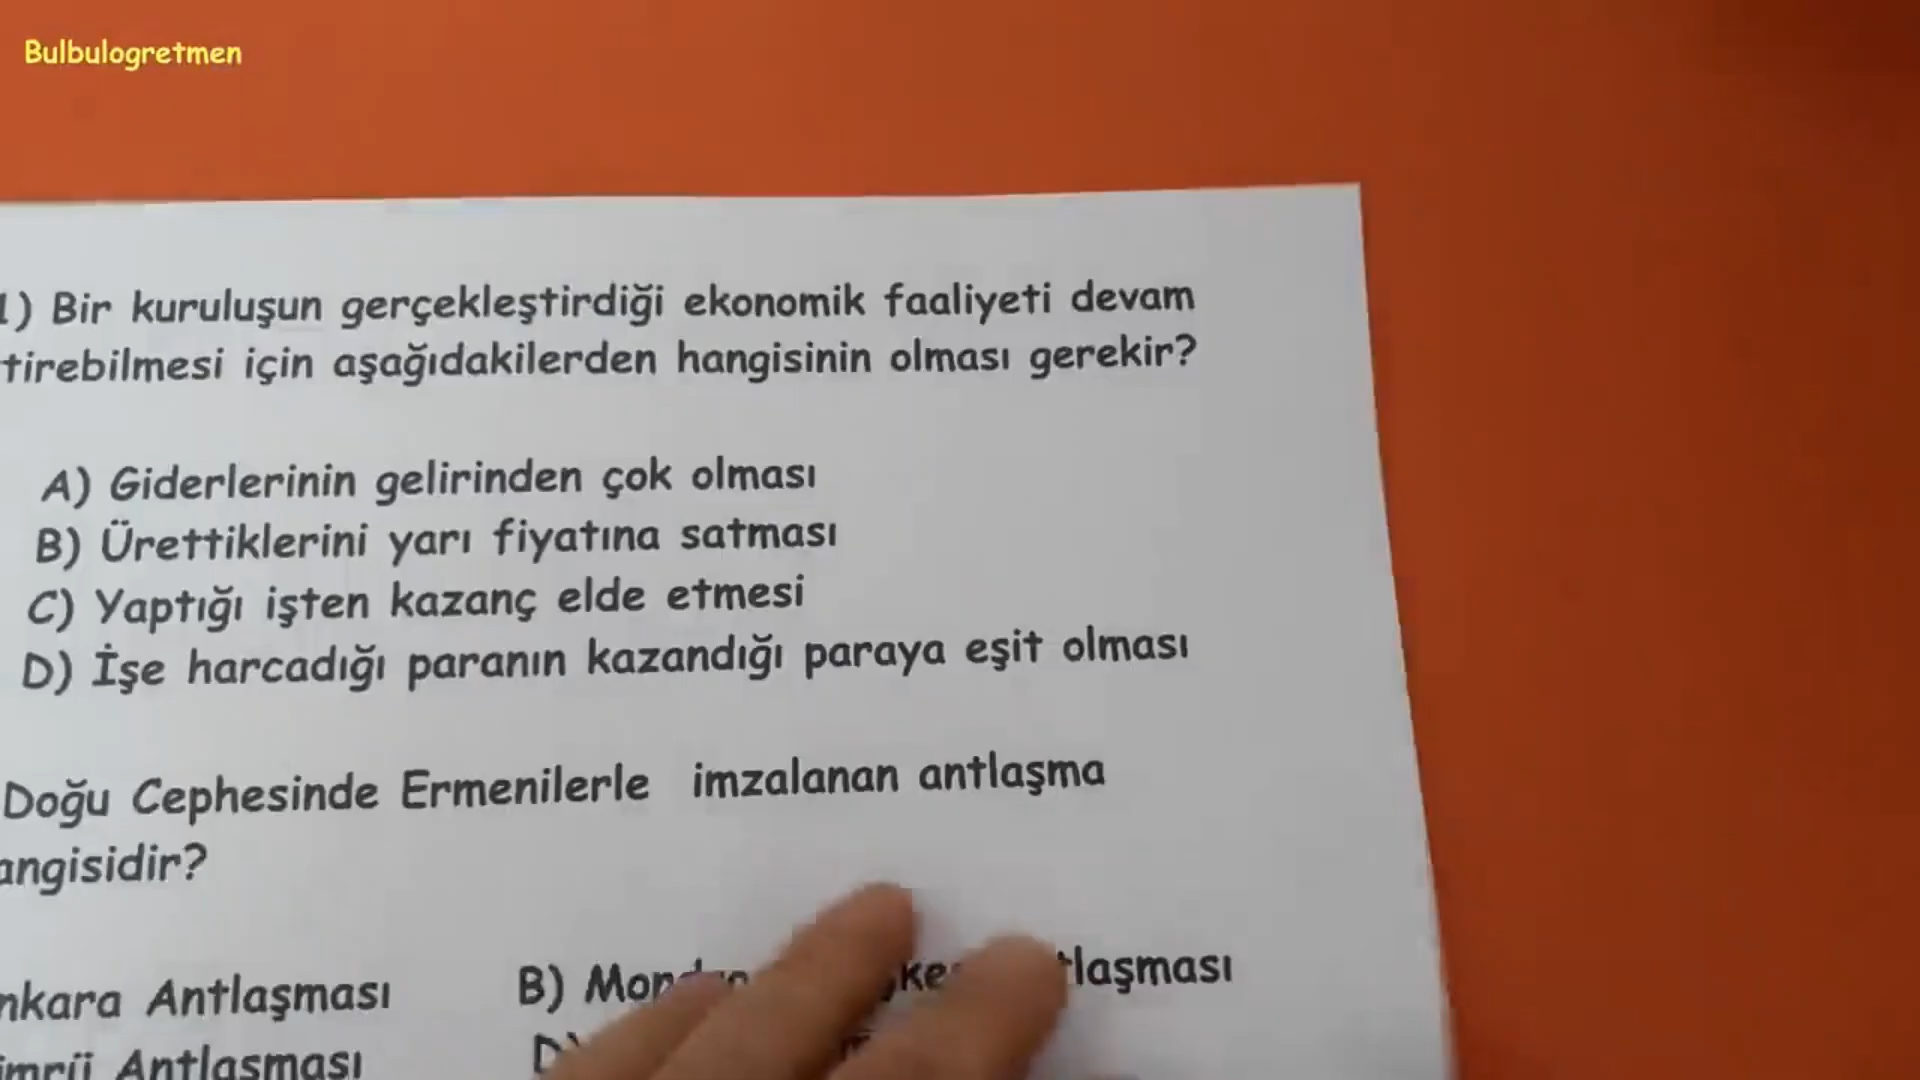 Bulbulogretmen
1) Bir kuruluşun gerçekleştirdiği ekonomik faaliyeti devam
tirebilmesi için aşağıdakilerden hangisinin olması gerekir?
A) Giderlerinin gelirinden çok olması
B) Ürettiklerini yarı fiyatına satması
C) Yaptığı işten kazanç elde etmesi
D) İşe harcadığı paranın kazandığı paraya eşit olması
Doğu Cephesinde Ermenilerle imzalanan antlaşma
angisidir?
nkara Antlaşması B) tlaşması
imrü Antlaşması D)